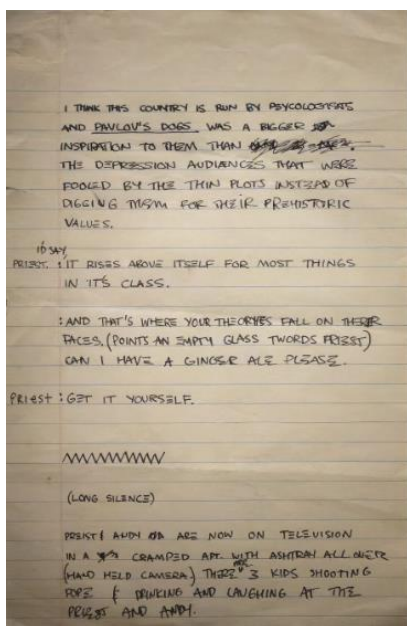 I THINK THIS COUNTRY IS RUN BY PSYCOLOGISTS
AND PAVLOV'S DOGS WAS A BIGGER
INSPIRATION TO THEM THAN
THE DEPRESSION AUDIANCES THAT WERE
FOOLED BY THE THIN PLOTS INSTEAD OF
DIGGING THEM FOR THEIR PREHISTORIC
VALUES.
I'D SAY
PRIEST : IT RISES ABOVE ITSELF FOR MOST THINGS
IN IT'S CLASS.
: AND THAT'S WHERE YOUR THEORYES FALL ON THEIR
FACES. (POINTS AN EMPTY GLASS TWORDS PRIEST)
CAN I HAVE A GINGER ALE PLEASE.
PRIEST : GET IT YOURSELF.
(LONG SILENCE)
PREIST & ANDY ARE NOW ON TELEVISION
IN A CRAMPED APT. WITH ASHTRAY ALL OVER
(HAND HELD CAMERA) THERE 3 KIDS SHOOTING
DOPE & DRINKING AND LAUGHING AT THE
PRIEST AND ANDY.